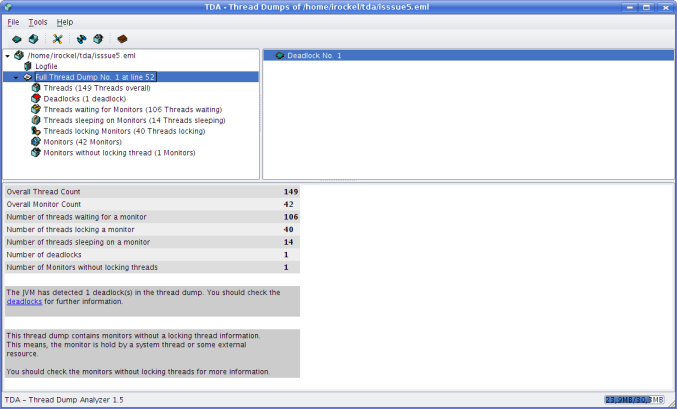 TDA - Thread Dumps of /home/irockel/tda/isssue5.eml
File Tools Help
/home/irockel/tda/isssue5.eml
Logfile
Full Thread Dump No. 1 at line 52
Threads (149 Threads overall)
Deadlocks (1 deadlock)
Threads waiting for Monitors (106 Threads waiting)
Threads sleeping on Monitors (14 Threads sleeping)
Threads locking Monitors (40 Threads locking)
Monitors (42 Monitors)
Monitors without locking thread (1 Monitors)
Deadlock No. 1
Overall Thread Count 149
Overall Monitor Count 42
Number of threads waiting for a monitor 106
Number of threads locking a monitor 40
Number of threads sleeping on a monitor 14
Number of deadlocks 1
Number of Monitors without locking threads 1
The JVM has detected 1 deadlock(s) in the thread dump. You should check the
deadlocks for further information.
This thread dump contains monitors without a locking thread information.
This means, the monitor is hold by a system thread or some external
resource.
You should check the monitors without locking threads for more information.
TDA – Thread Dump Analyzer 1.5
23,9MB/30,8MB